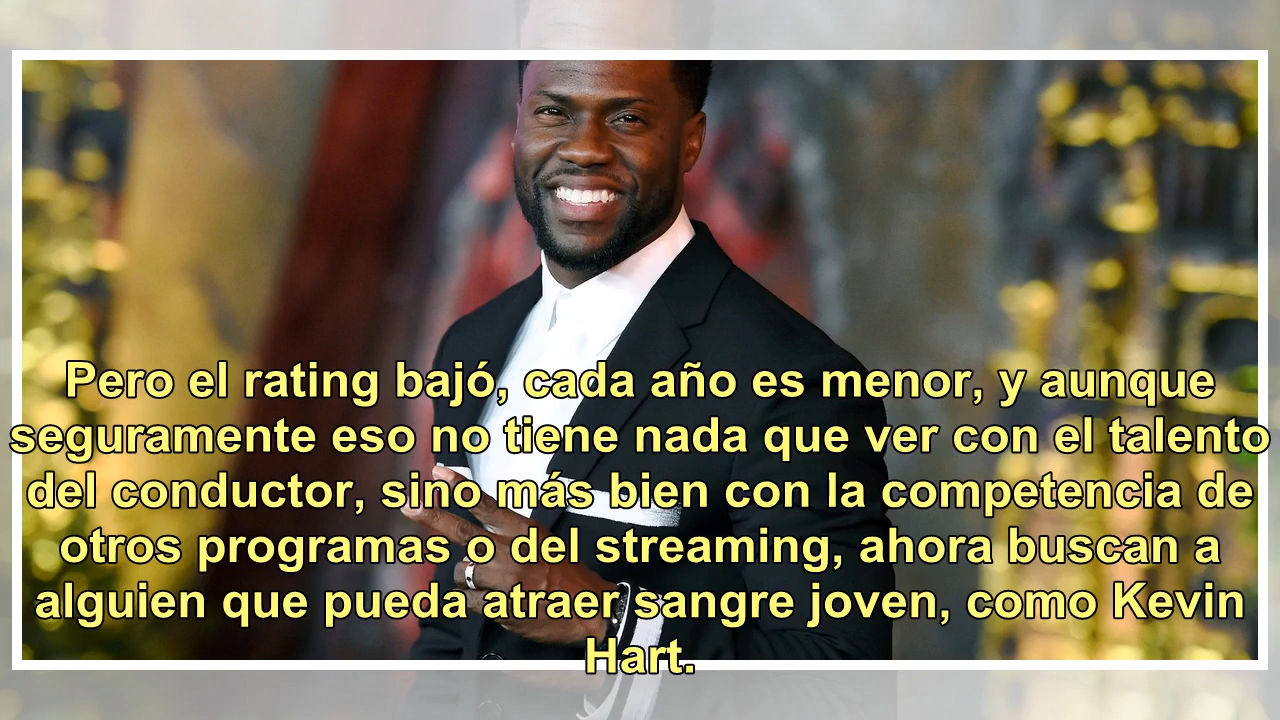 Pero el rating bajó, cada año es menor, y aunque
seguramente eso no tiene nada que ver con el talento
del conductor, sino más bien con la competencia de
otros programas o del streaming, ahora buscan a
alguien que pueda atraer sangre joven, como Kevin
Hart.